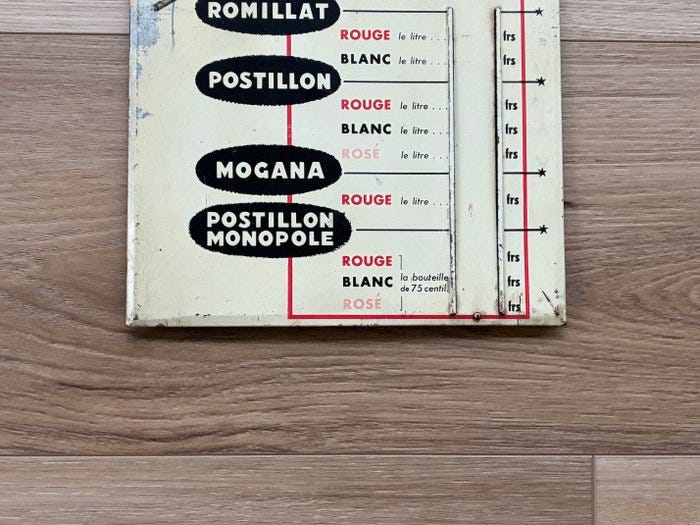 ROMILLAT
ROUGE le litre ... frs
BLANC le litre ... frs
POSTILLON
ROUGE le litre ... frs
BLANC le litre ... frs
ROSÉ le litre ... frs
MOGANA
ROUGE le litre ... frs
POSTILLON
MONOPOLE
ROUGE frs
BLANC la bouteille frs
de 75 centil.
ROSÉ frs